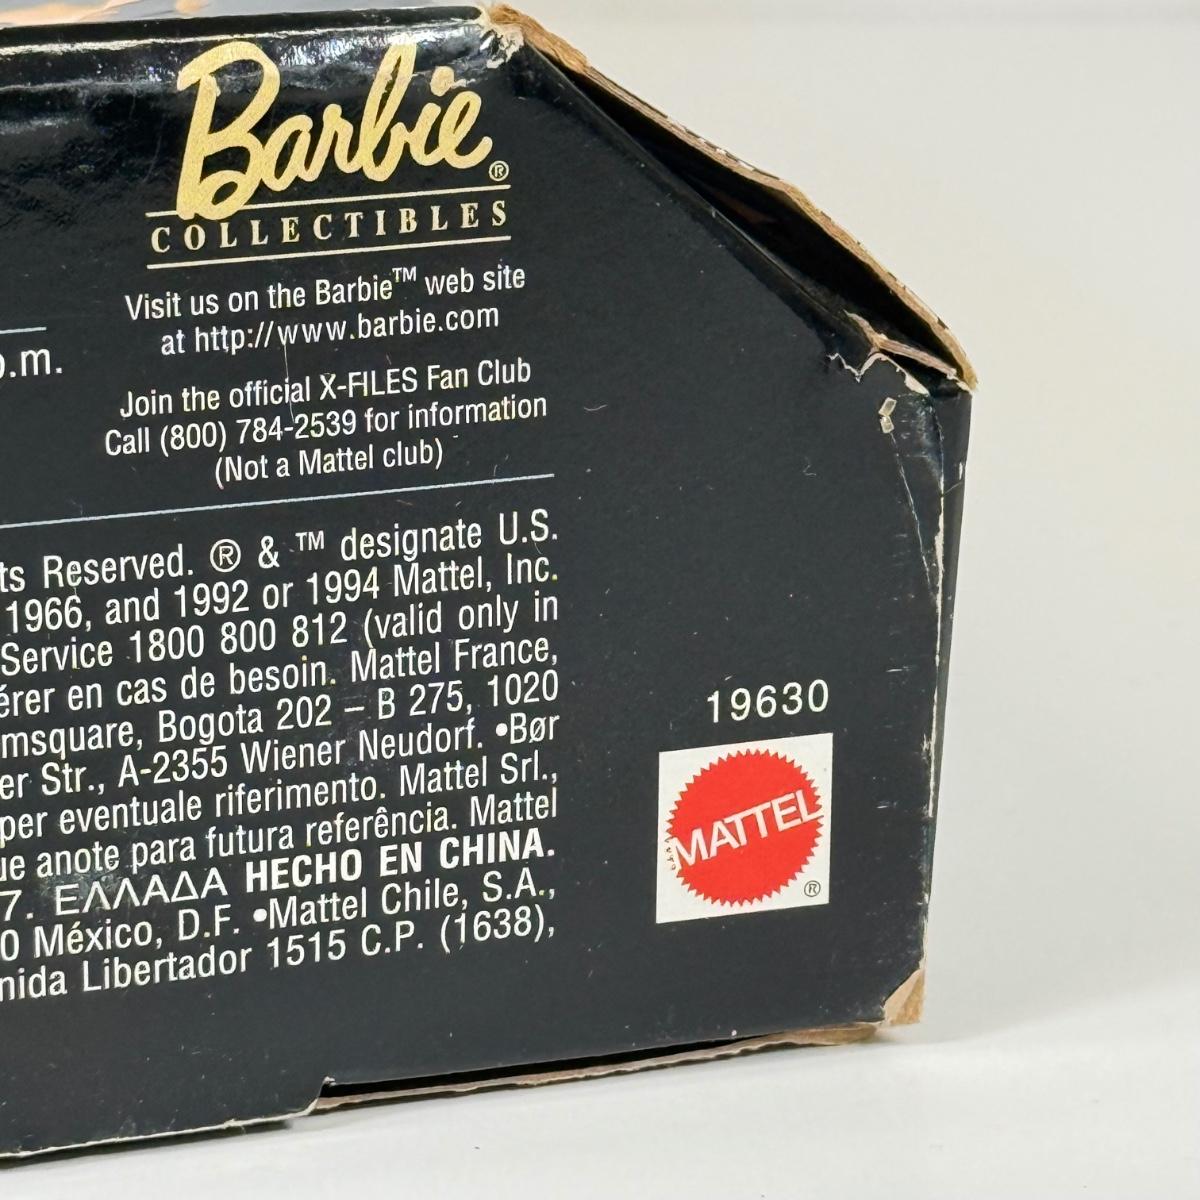 Barbie®
COLLECTIBLES
Visit us on the Barbie™ web site
at http://www.barbie.com
.m.
Join the official X-FILES Fan Club
Call (800) 784-2539 for information
(Not a Mattel club)
ts Reserved. ® & ™ designate U.S.
1966, and 1992 or 1994 Mattel, Inc.
Service 1800 800 812 (valid only in
érer en cas de besoin. Mattel France,
msquare, Bogota 202 – B 275, 1020
er Str., A-2355 Wiener Neudorf. •Bør
per eventuale riferimento. Mattel Srl.,
ue anote para futura referência. Mattel
7. ΕΛΛΑΔΑ HECHO EN CHINA.
0 México, D.F. •Mattel Chile, S.A.,
nida Libertador 1515 C.P. (1638),
19630
MATTEL
®